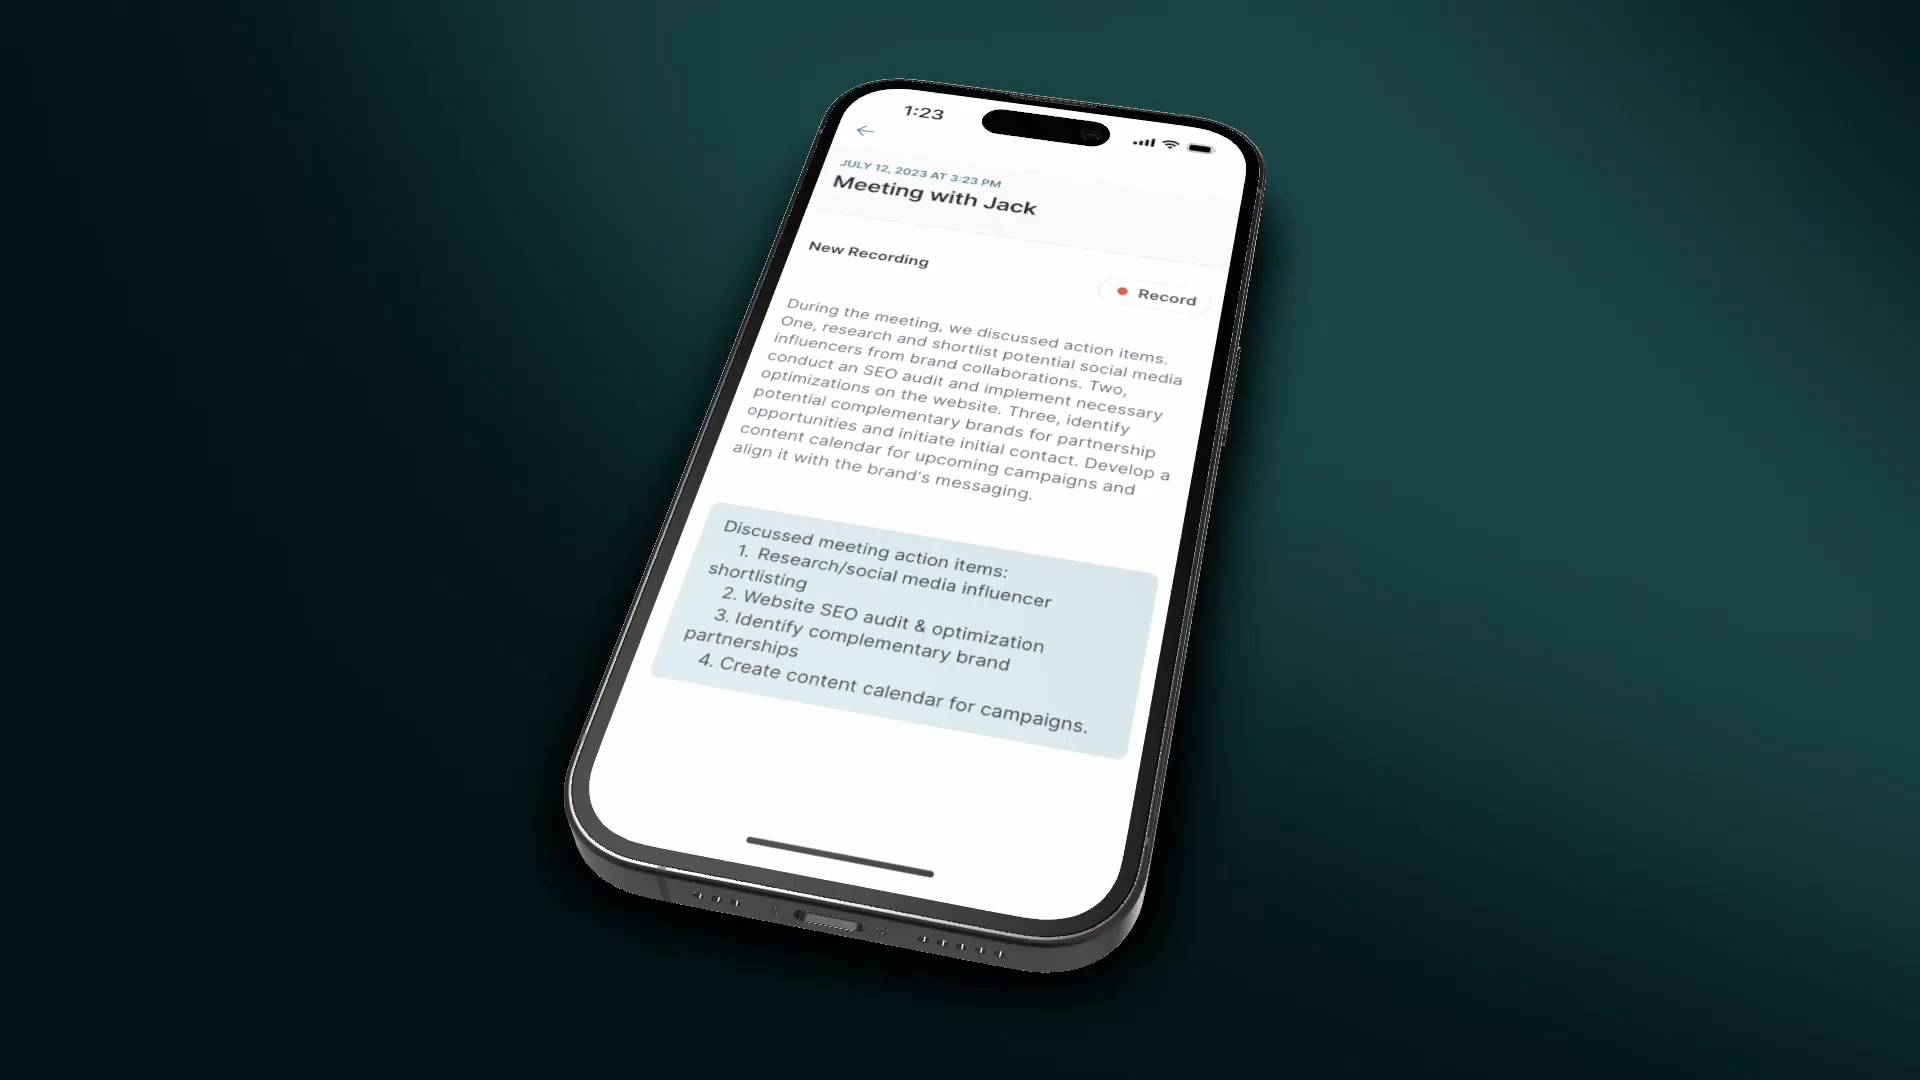 1:23
JULY 12, 2023 AT 3:23 PM
Meeting with Jack
New Recording
Record
During the meeting, we discussed action items.
One, research and shortlist potential social media
influencers from brand collaborations. Two,
conduct an SEO audit and implement necessary
optimizations on the website. Three, identify
potential complementary brands for partnership
opportunities and initiate initial contact. Develop a
content calendar for upcoming campaigns and
align it with the brand's messaging.
Discussed meeting action items:
1. Research/social media influencer
shortlisting
2. Website SEO audit & optimization
3. Identify complementary brand
partnerships
4. Create content calendar for campaigns.